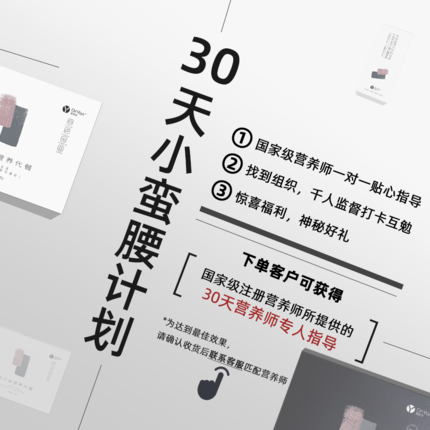 30天小蛮腰计划
① 国家级营养师一对一贴心指导
② 找到组织，千人监督打卡互勉
③ 惊喜福利，神秘好礼
下单客户可获得
国家级注册营养师所提供的
30天营养师专人指导
*为达到最佳效果，
请确认收货后联系客服匹配营养师